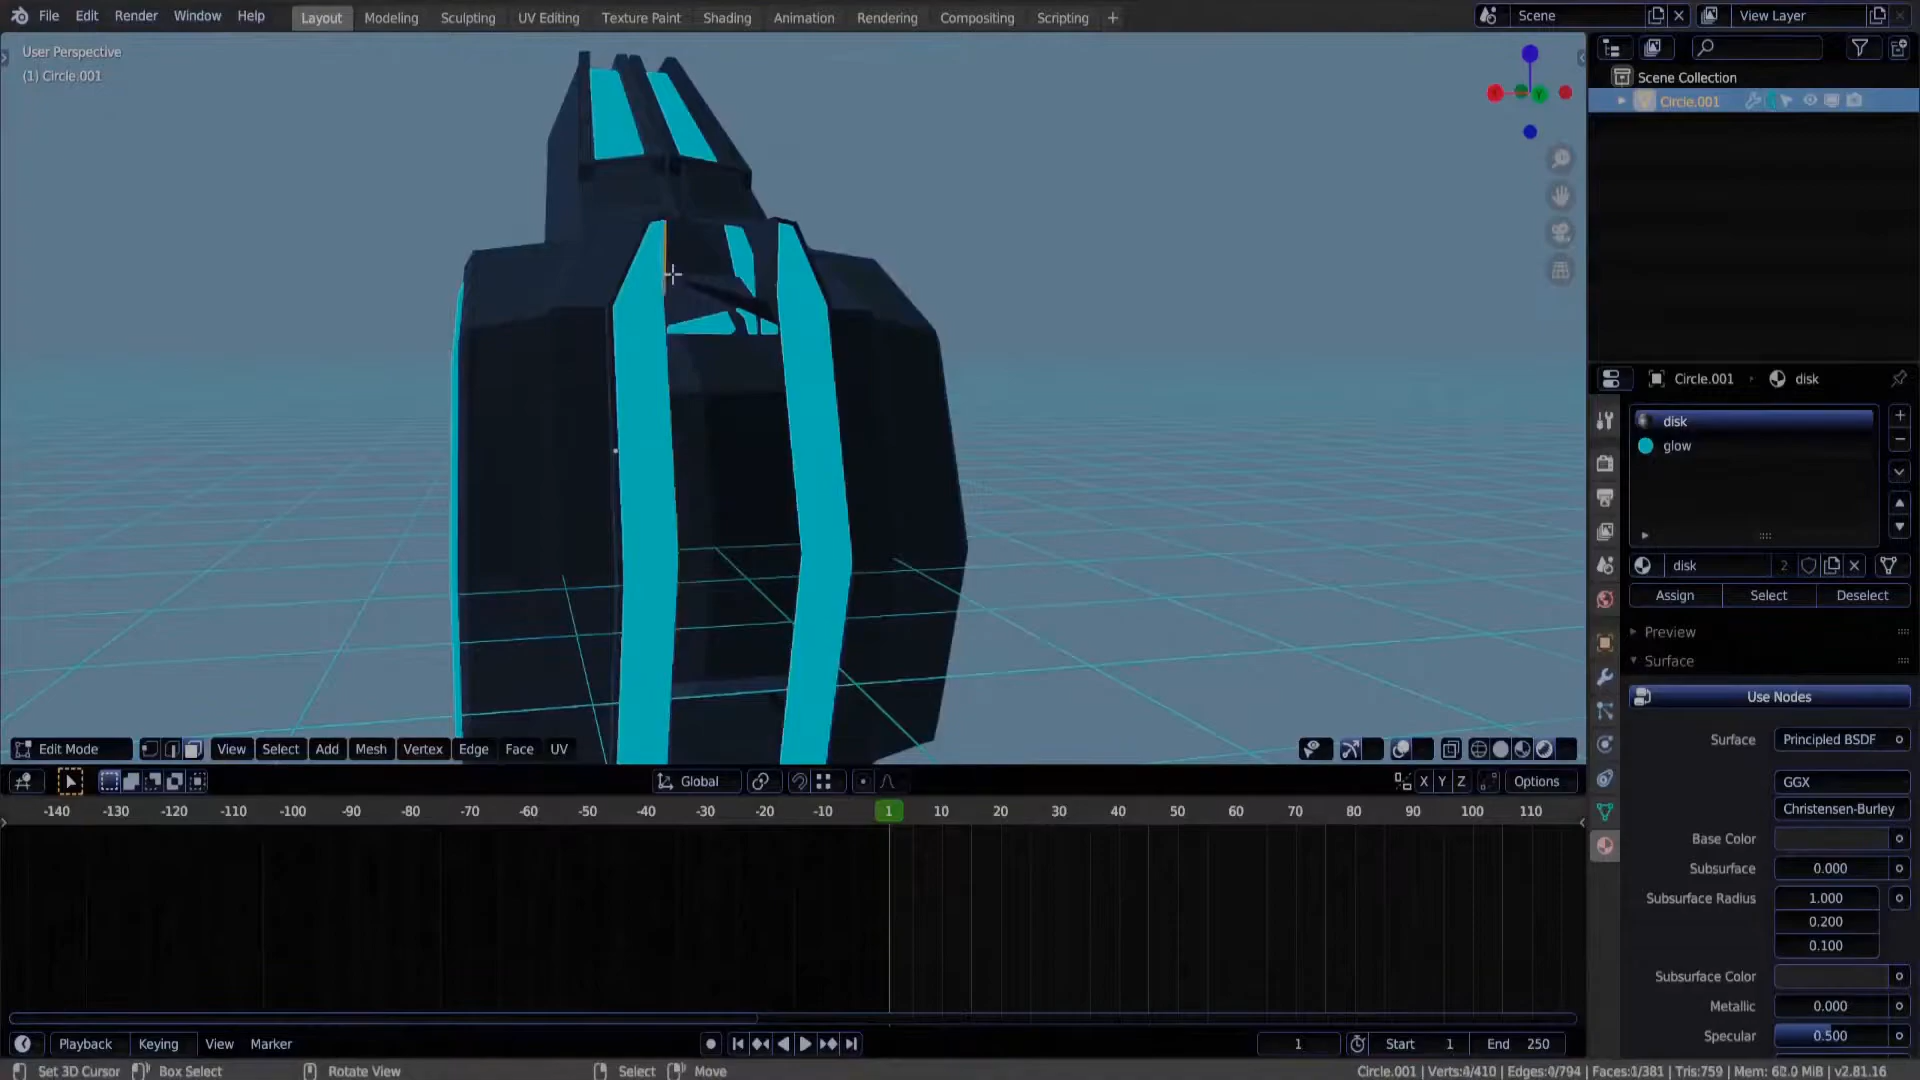 File Edit Render Window Help Layout Modeling Sculpting UV Editing Texture Paint Shading Animation Rendering Compositing Scripting + Scene View Layer
User Perspective
(1) Circle.001
Scene Collection
Circle.001
Circle.001 disk
disk
glow
disk 2
Assign Select Deselect
Preview
Surface
Use Nodes
Surface Principled BSDF
GGX
Christensen-Burley
Base Color
Subsurface 0.000
Subsurface Radius 1.000
0.200
0.100
Subsurface Color
Metallic 0.000
Specular 0.500
Edit Mode View Select Add Mesh Vertex Edge Face UV
Global X Y Z Options
-140 -130 -120 -110 -100 -90 -80 -70 -60 -50 -40 -30 -20 -10 1 10 20 30 40 50 60 70 80 90 100 110
Playback Keying View Marker 1 Start 1 End 250
Set 3D Cursor Box Select Rotate View Select Move Circle.001 | Verts:4/410 | Edges:4/794 | Faces:1/381 | Tris:759 | Mem: 62.0 MiB | v2.81.16